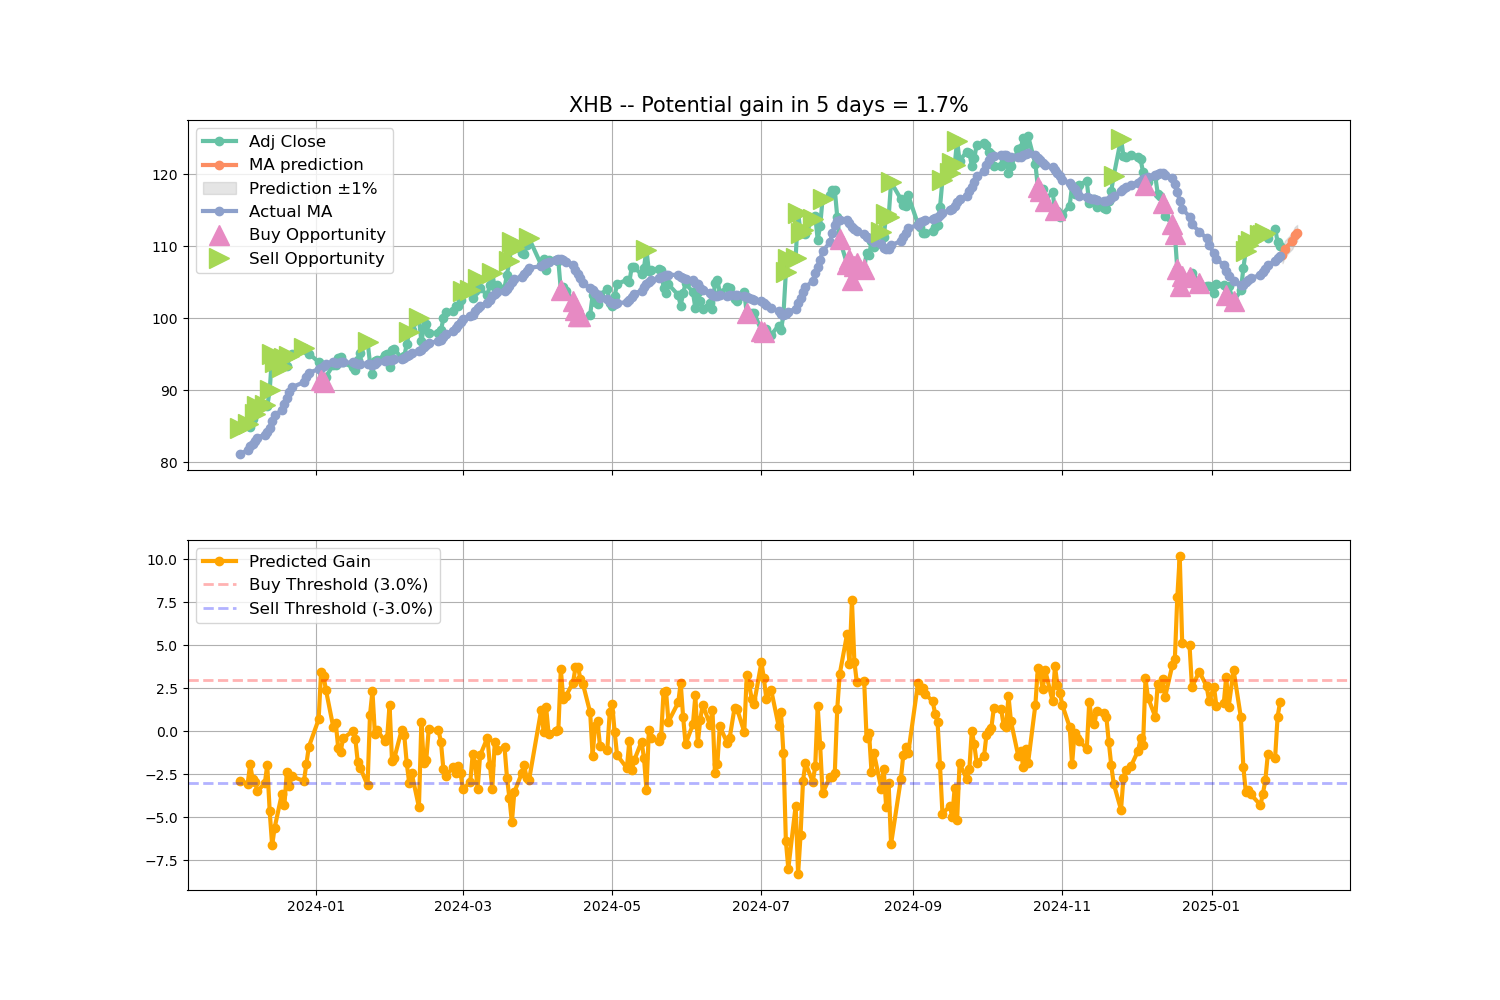 XHB -- Potential gain in 5 days = 1.7%
Adj Close
MA prediction
Prediction ±1%
Actual MA
Buy Opportunity
Sell Opportunity
120
110
100
90
80
Predicted Gain
Buy Threshold (3.0%)
Sell Threshold (-3.0%)
10.0
7.5
5.0
2.5
0.0
−2.5
−5.0
−7.5
2024-01 2024-03 2024-05 2024-07 2024-09 2024-11 2025-01